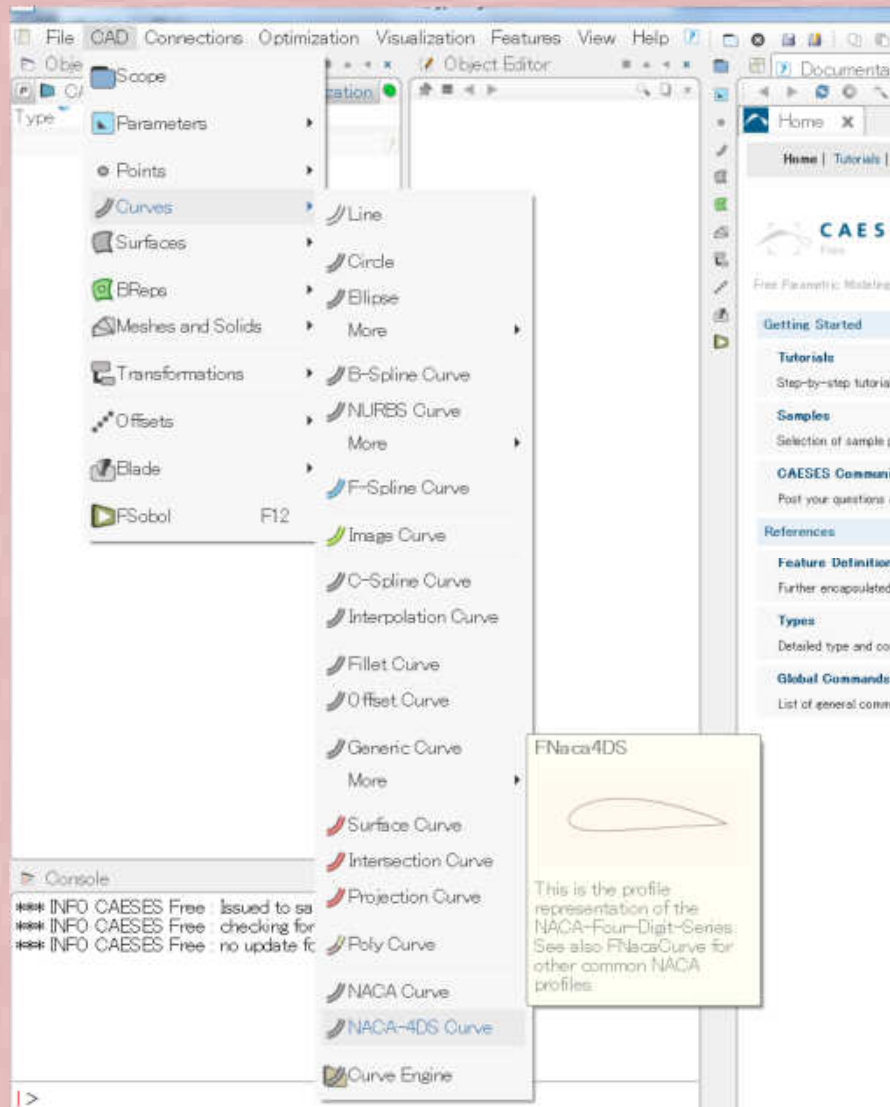 File CAD Connections Optimization Visualization Features View Help
Obje
Object Editor
Documenta
Type
zation
Home
Scope
Parameters
Points
Curves
Surfaces
BReps
Meshes and Solids
Transformations
Offsets
Blade
FSobol F12
Line
Circle
Ellipse
More
B-Spline Curve
NURBS Curve
More
F-Spline Curve
Image Curve
C-Spline Curve
Interpolation Curve
Fillet Curve
Offset Curve
Generic Curve
More
Surface Curve
Intersection Curve
Projection Curve
Poly Curve
NACA Curve
NACA-4DS Curve
Curve Engine
FNaca4DS
This is the profile
representation of the
NACA-Four-Digit-Series.
See also FNacaCurve for
other common NACA
profiles.
Console
*** INFO CAESES Free : Issued to sa
*** INFO CAESES Free : checking for
*** INFO CAESES Free : no update fo
|>
Home | Tutorials |
CAES
Free
Free Parametric Modeling
Getting Started
Tutorials
Step-by-step tutoria
Samples
Selection of sample p
CAESES Communi
Post your questions
References
Feature Definition
Further encapsulated
Types
Detailed type and co
Global Commands
List of general comm